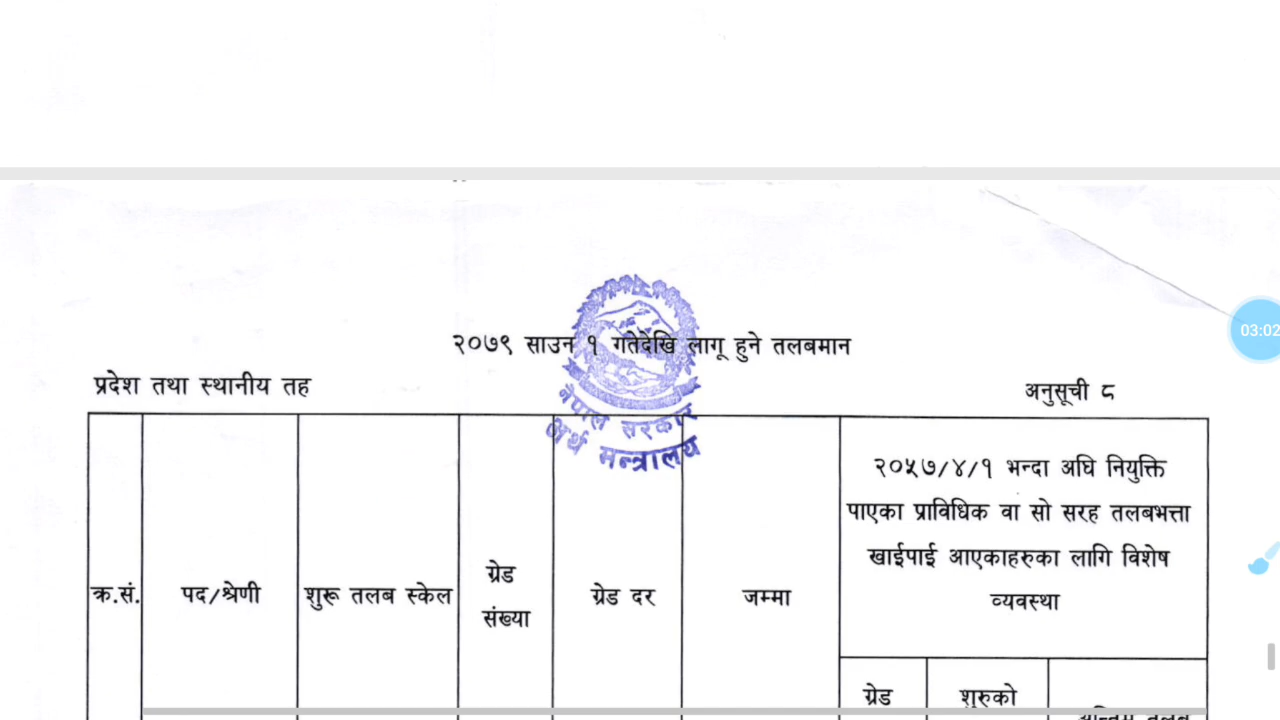 २०७९ साउन १ गतेदेखि लागू हुने तलबमान
प्रदेश तथा स्थानीय तह
अनुसूची ८
नेपाल सरकार
अर्थ मन्त्रालय
क्र.सं.
पद/श्रेणी
शुरू तलब स्केल
ग्रेड
संख्या
ग्रेड दर
जम्मा
२०५७/४/१ भन्दा अघि नियुक्ति
पाएका प्राविधिक वा सो सरह तलबभत्ता
खाईपाई आएकाहरुका लागि विशेष
व्यवस्था
ग्रेड
शुरुको
03:02